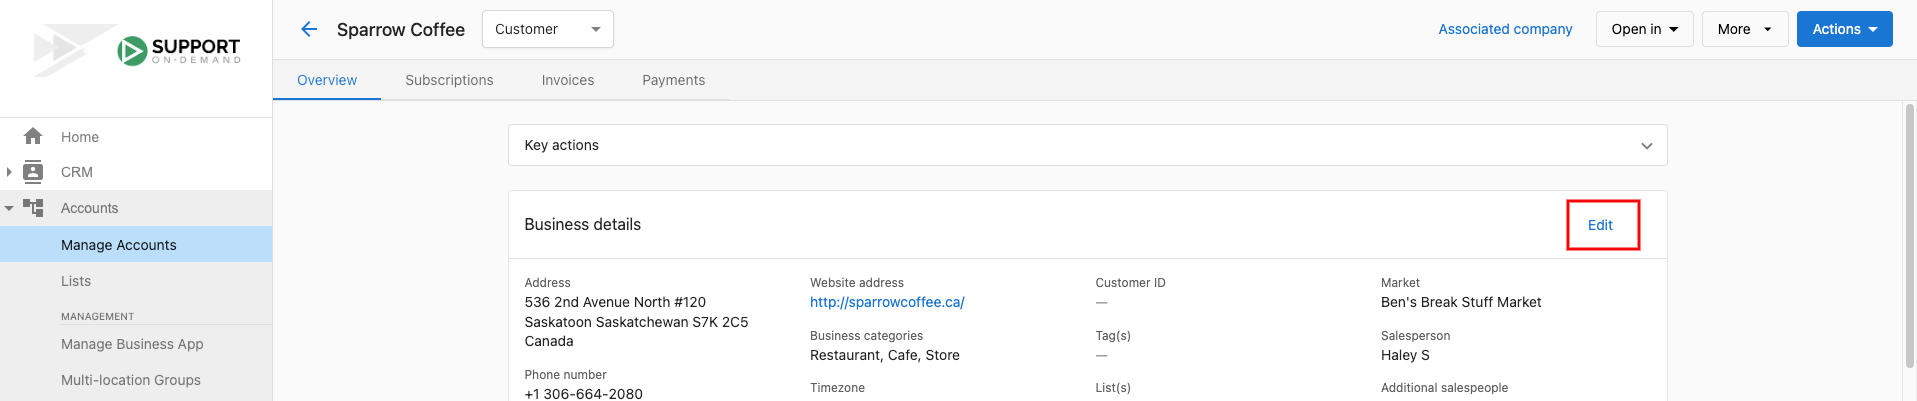 SUPPORT
ON-DEMAND
Sparrow Coffee
Customer
Associated company
Open in
More
Actions
Overview
Subscriptions
Invoices
Payments
Home
CRM
Accounts
Manage Accounts
Lists
MANAGEMENT
Manage Business App
Multi-location Groups
Key actions
Business details
Edit
Address
536 2nd Avenue North #120
Saskatoon Saskatchewan S7K 2C5
Canada
Phone number
+1 306-664-2080
Website address
http://sparrowcoffee.ca/
Business categories
Restaurant, Cafe, Store
Timezone
Customer ID
—
Tag(s)
—
List(s)
Market
Ben's Break Stuff Market
Salesperson
Haley S
Additional salespeople